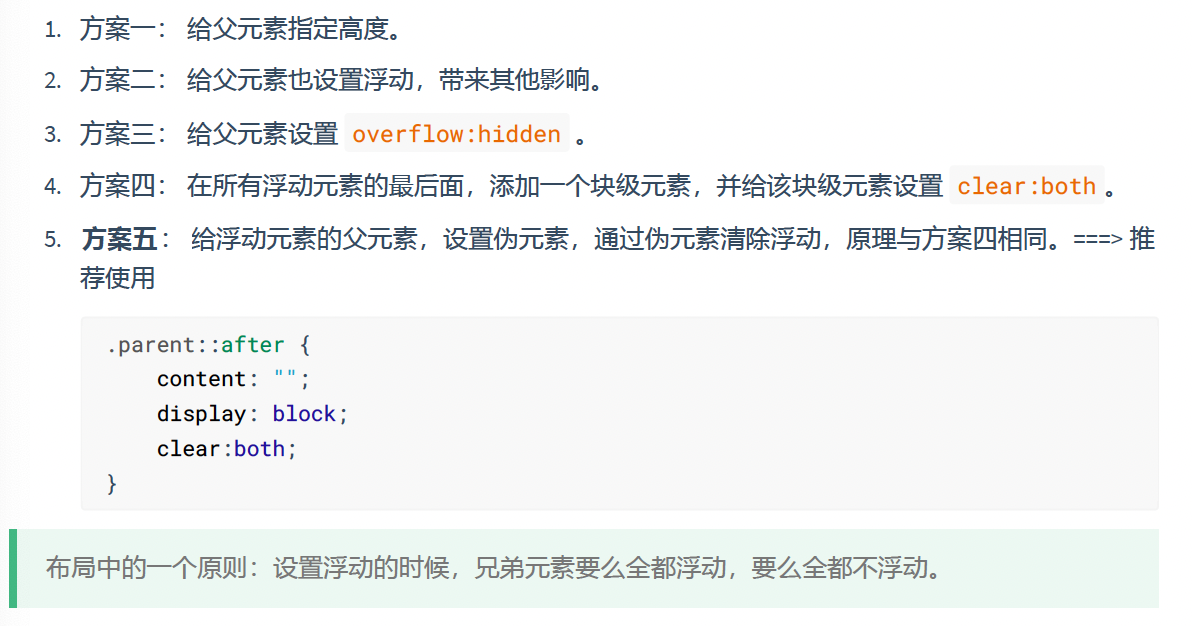 1. 方案一： 给父元素指定高度。
2. 方案二： 给父元素也设置浮动，带来其他影响。
3. 方案三： 给父元素设置 overflow:hidden 。
4. 方案四： 在所有浮动元素的最后面，添加一个块级元素，并给该块级元素设置 clear:both 。
5. 方案五： 给浮动元素的父元素，设置伪元素，通过伪元素清除浮动，原理与方案四相同。===> 推
荐使用
.parent::after {
    content: "";
    display: block;
    clear:both;
}
布局中的一个原则：设置浮动的时候，兄弟元素要么全都浮动，要么全都不浮动。